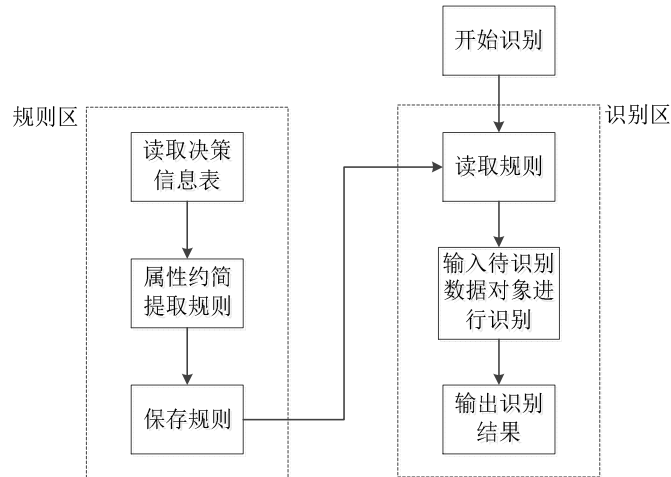 开始识别
规则区
识别区
读取决策
信息表
读取规则
属性约简
提取规则
输入待识别
数据对象进
行识别
保存规则
输出识别
结果